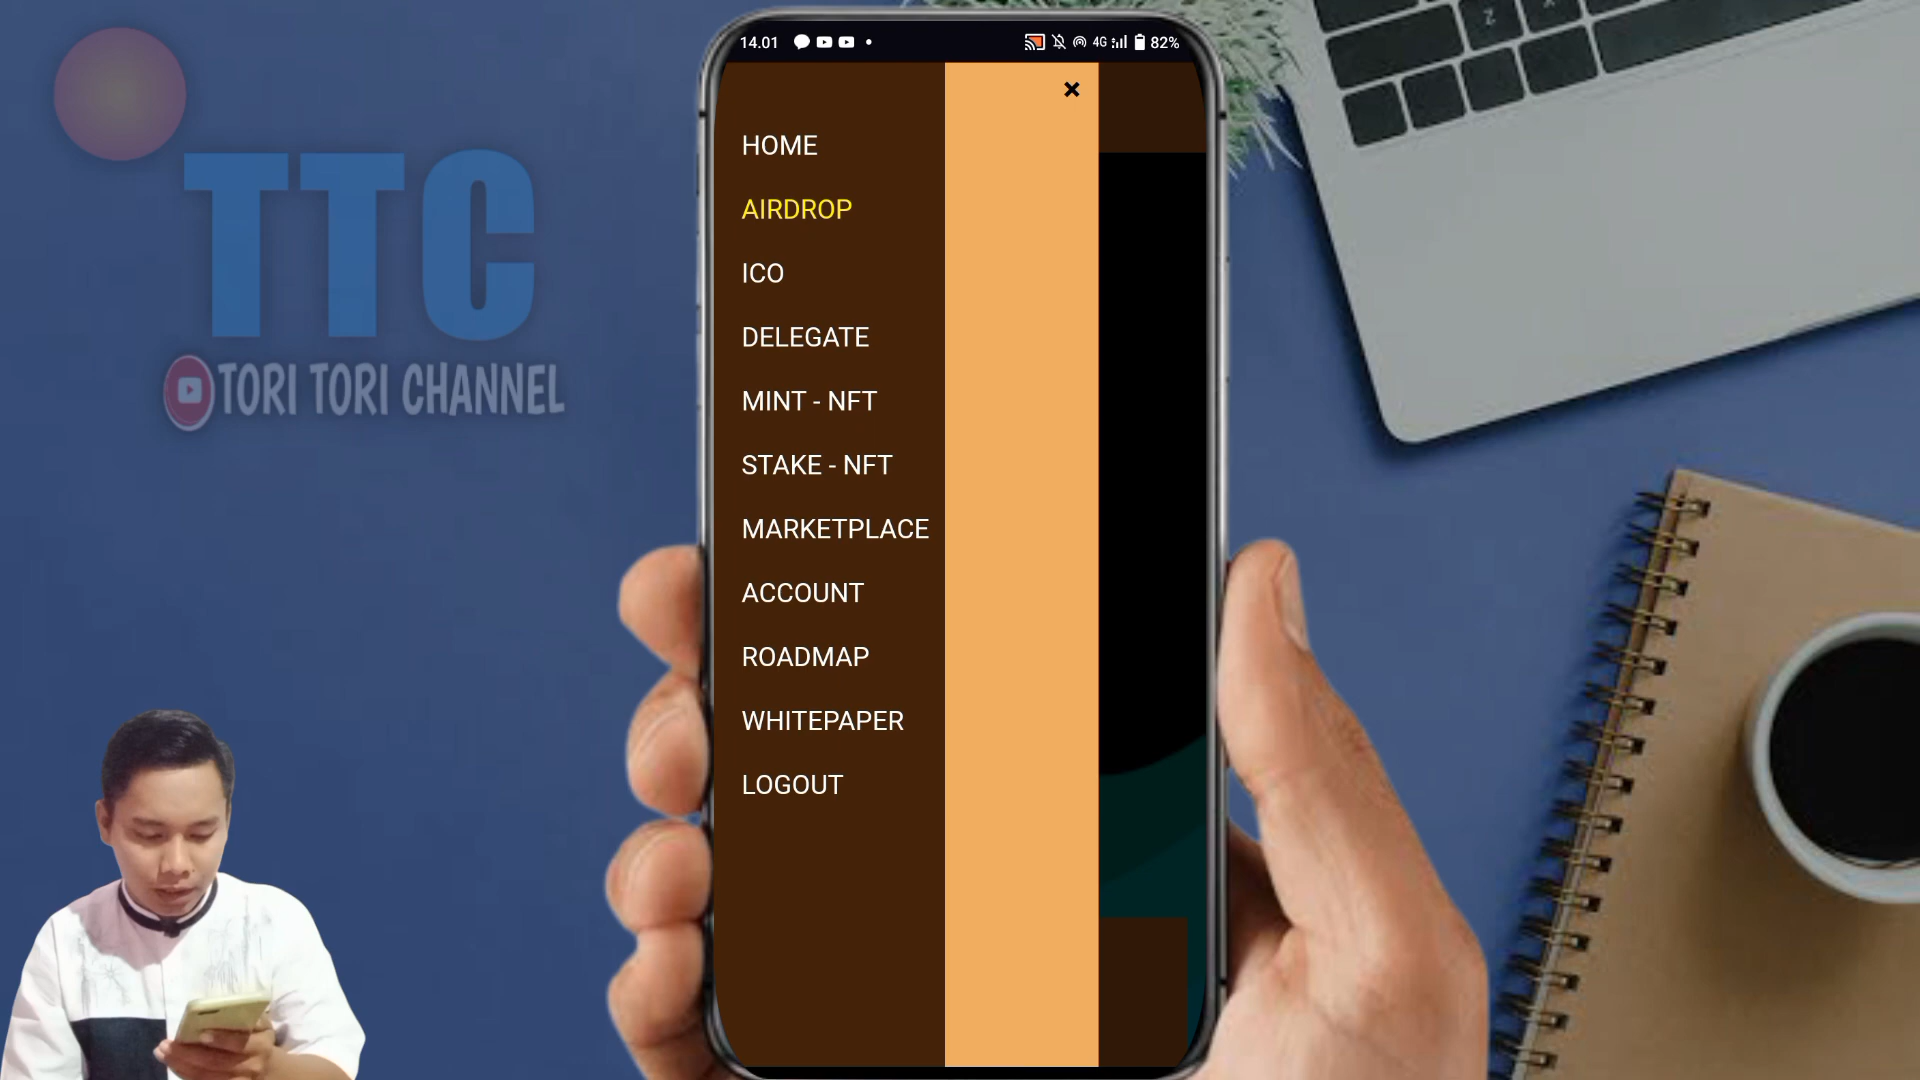 14.01
4G
82%
TTC
TORI TORI CHANNEL
HOME
AIRDROP
ICO
DELEGATE
MINT - NFT
STAKE - NFT
MARKETPLACE
ACCOUNT
ROADMAP
WHITEPAPER
LOGOUT
Z
X